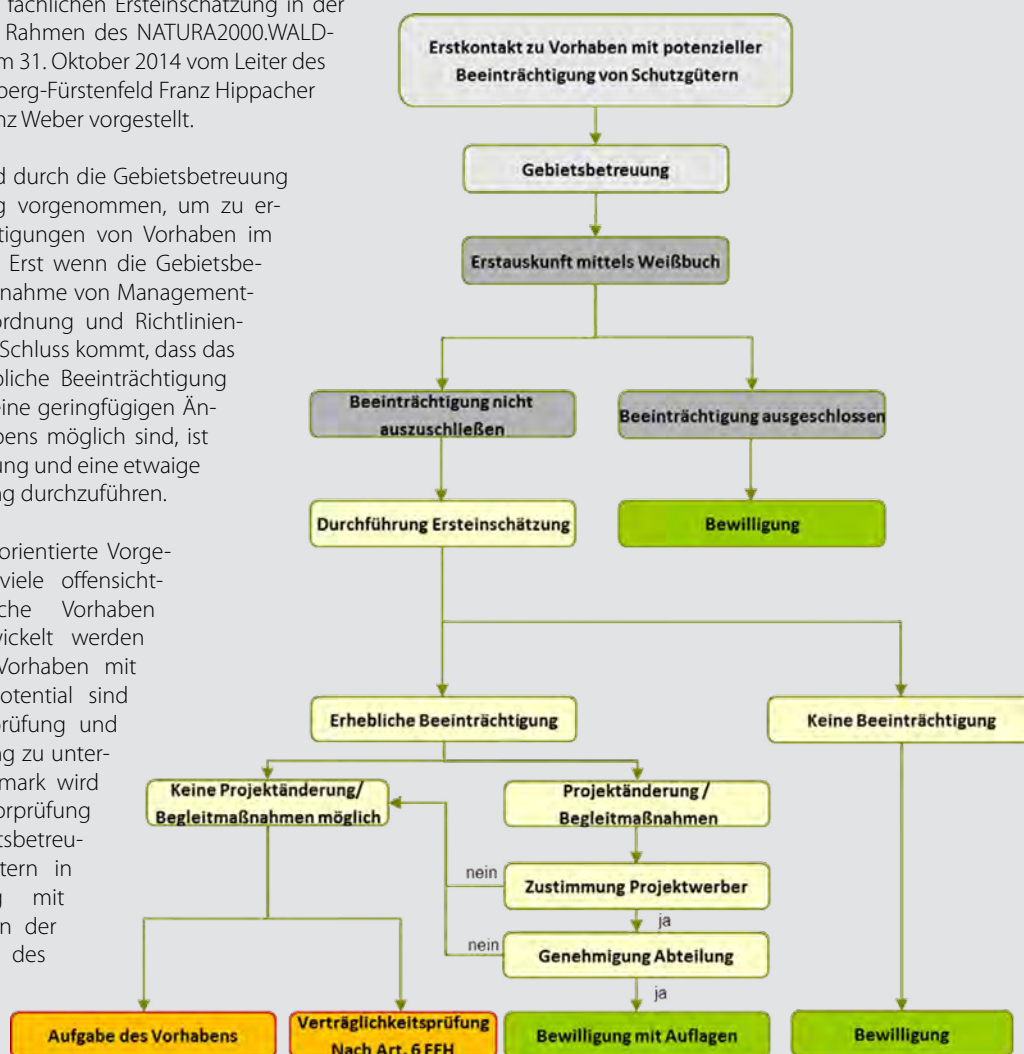 fachlichen Ersteinschätzung in der
Rahmen des NATURA2000.WALD-
m 31. Oktober 2014 vom Leiter des
berg-Fürstenfeld Franz Hippacher
nz Weber vorgestellt.
d durch die Gebietsbetreuung
g vorgenommen, um zu er-
tigungen von Vorhaben im
Erst wenn die Gebietsbe-
nahme von Management-
ordnung und Richtlinien-
Schluss kommt, dass das
bliche Beeinträchtigung
eine geringfügigen Än-
bens möglich sind, ist
ung und eine etwaige
ng durchzuführen.
orientierte Vorge-
viele offensicht-
che Vorhaben
wickelt werden
Vorhaben mit
otential sind
rüfung und
ng zu unter-
mark wird
orprüfung
tsbetreu-
tern in
g mit
n der
des
Erstkontakt zu Vorhaben mit potenzieller
Beeinträchtigung von Schutzgütern
Gebietsbetreuung
Erstauskunft mittels Weißbuch
Beeinträchtigung nicht
auszuschließen
Beeinträchtigung ausgeschlossen
Durchführung Ersteinschätzung
Bewilligung
Erhebliche Beeinträchtigung
Keine Beeinträchtigung
Keine Projektänderung/
Begleitmaßnahmen möglich
Projektänderung /
Begleitmaßnahmen
nein
Zustimmung Projektwerber
ja
nein
Genehmigung Abteilung
ja
Aufgabe des Vorhabens
Verträglichkeitsprüfung
Nach Art. 6 FFH
Bewilligung mit Auflagen
Bewilligung